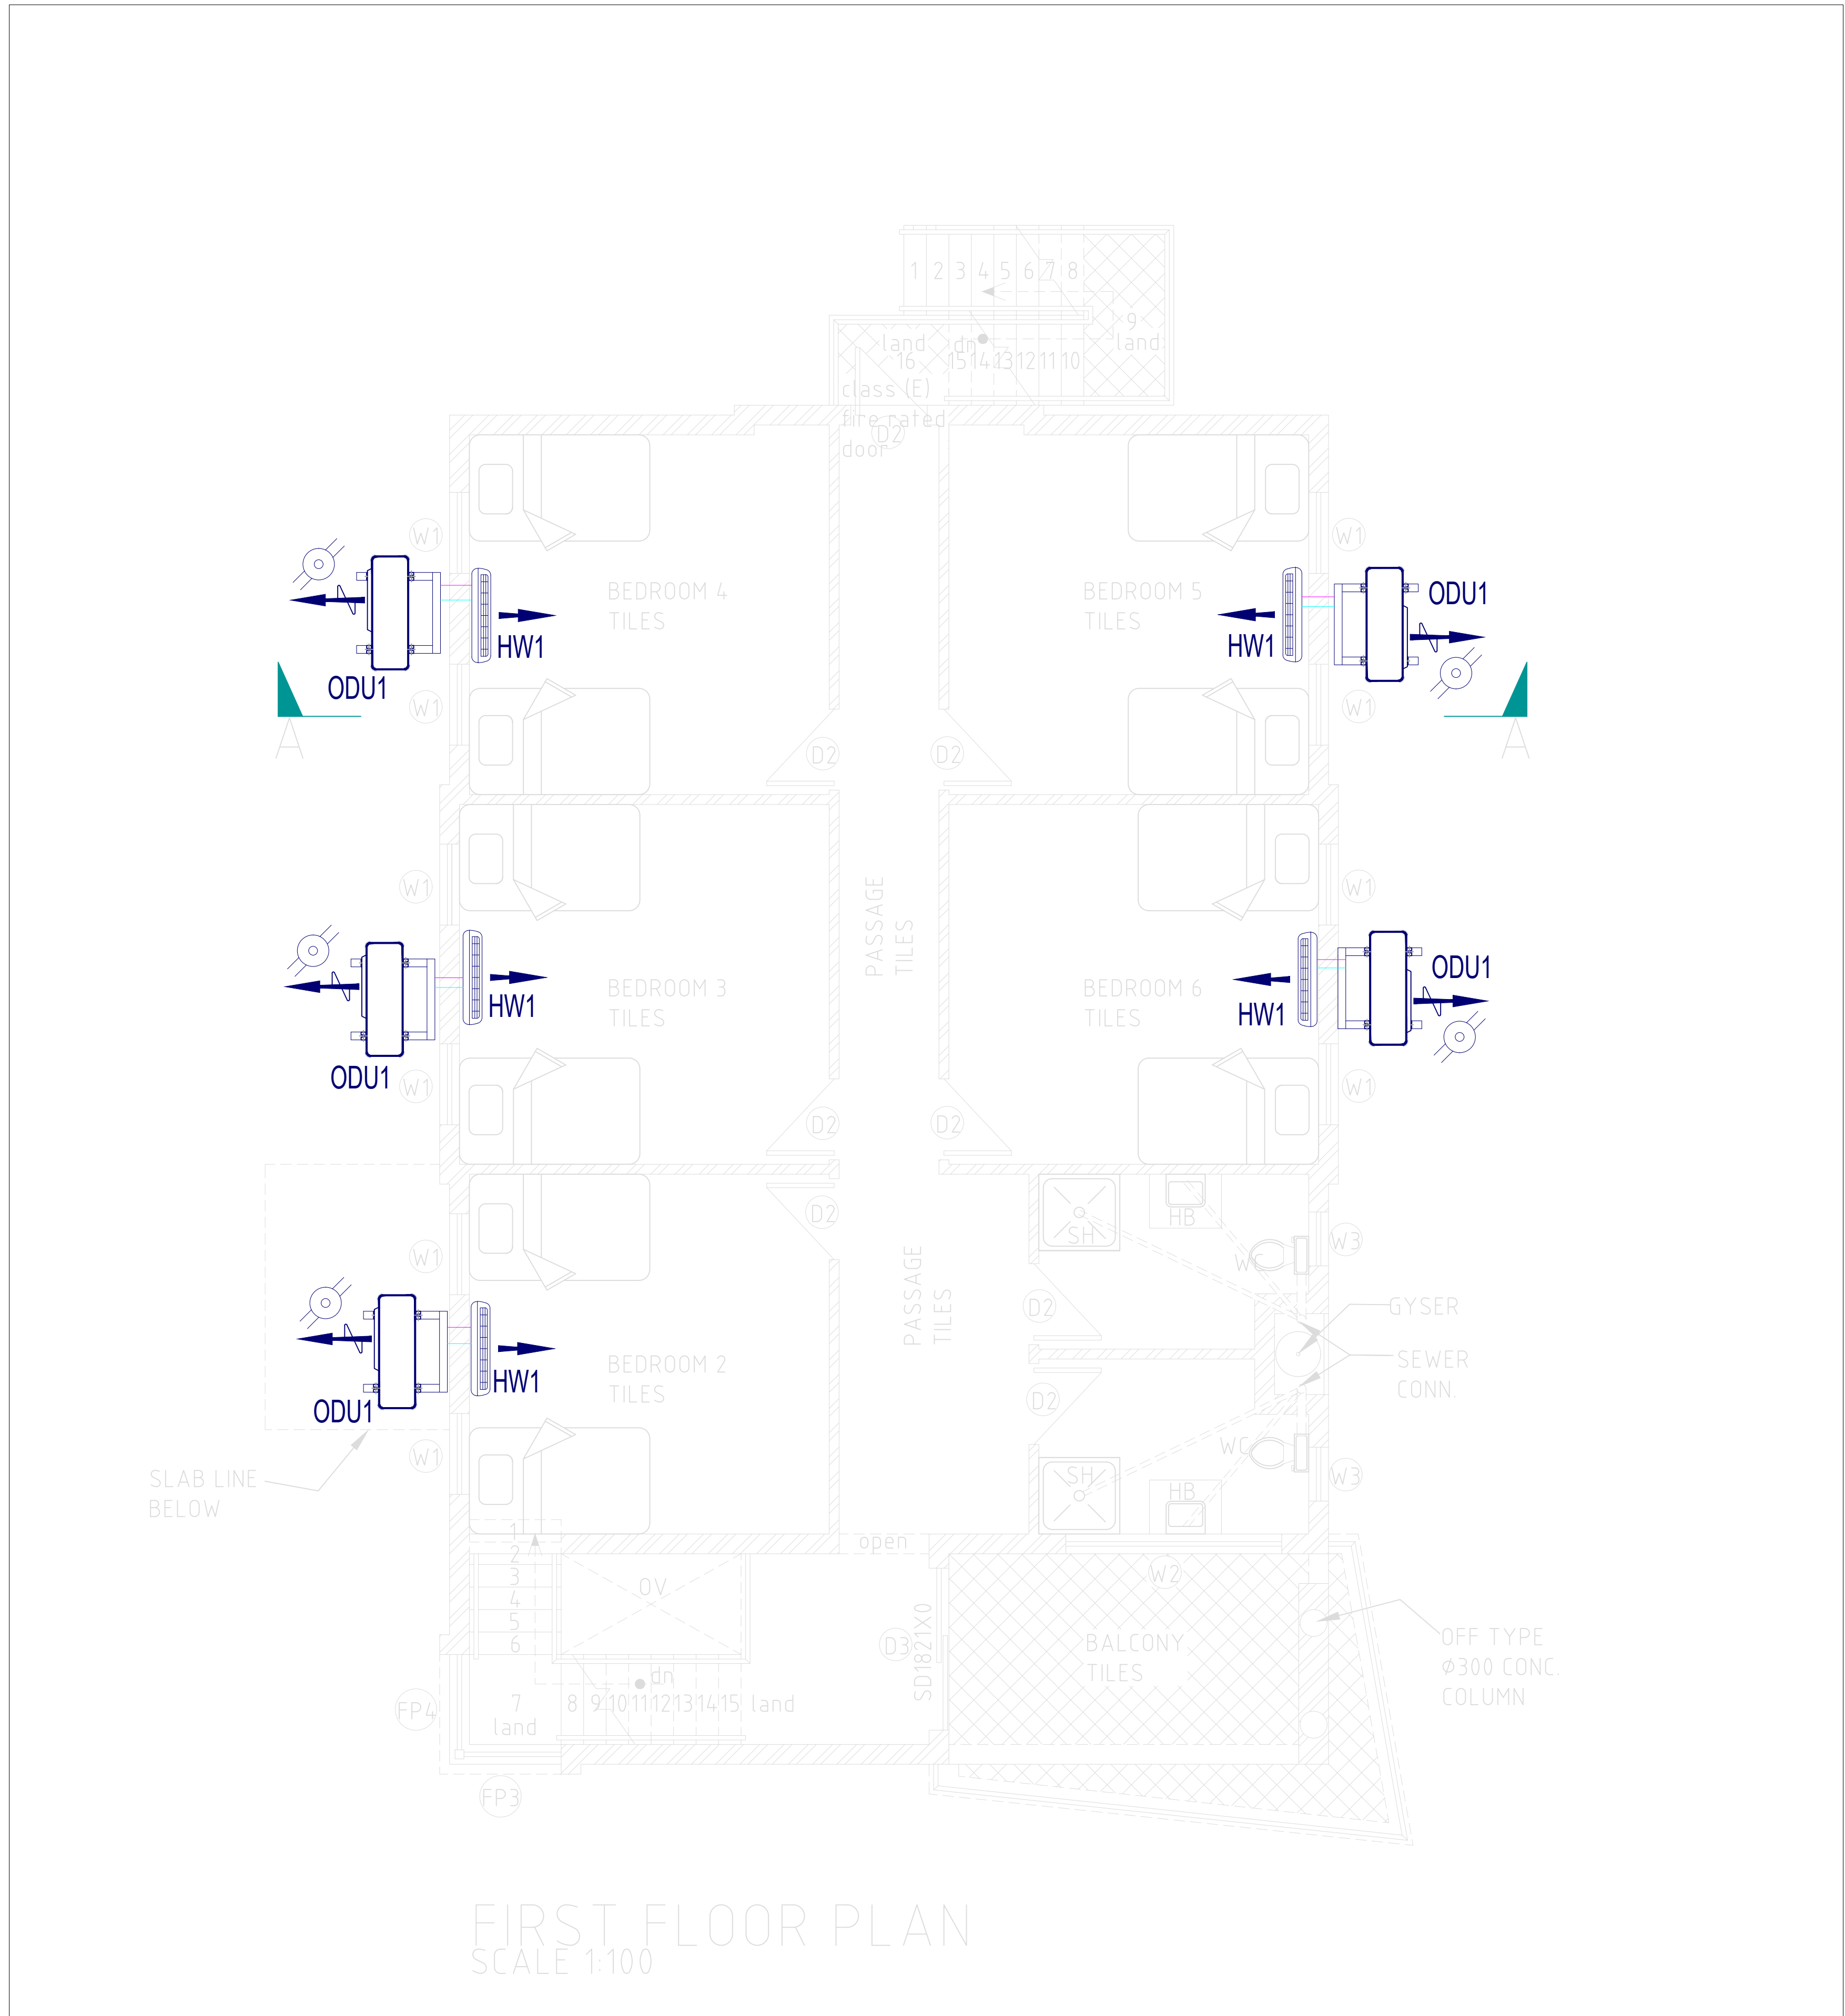 1 2 3 4 5 6 7 8
9
land
land
dn
16 15 14 13 12 11 10
class (E)
fire rated
door
D2
W1
W1
ODU1
HW1
BEDROOM 4
TILES
BEDROOM 5
TILES
HW1
ODU1
ODU1
W1
W1
A
A
D2
D2
W1
W1
PASSAGE
TILES
ODU1
HW1
BEDROOM 3
TILES
BEDROOM 6
TILES
HW1
ODU1
W1
W1
D2
D2
D2
SH
HB
WC
W3
W1
PASSAGE
TILES
D2
GYSER
SEWER
CONN.
BEDROOM 2
TILES
HW1
ODU1
D2
W1
WC
SH
HB
W3
SLAB LINE
BELOW
open
1
2
3
4
5
6
OV
W2
D3
SD1821X0
BALCONY
TILES
OFF TYPE
Ø300 CONC.
COLUMN
dn
7
land
8 9 10 11 12 13 14 15 land
FP4
FP3
FIRST FLOOR PLAN
SCALE 1:100